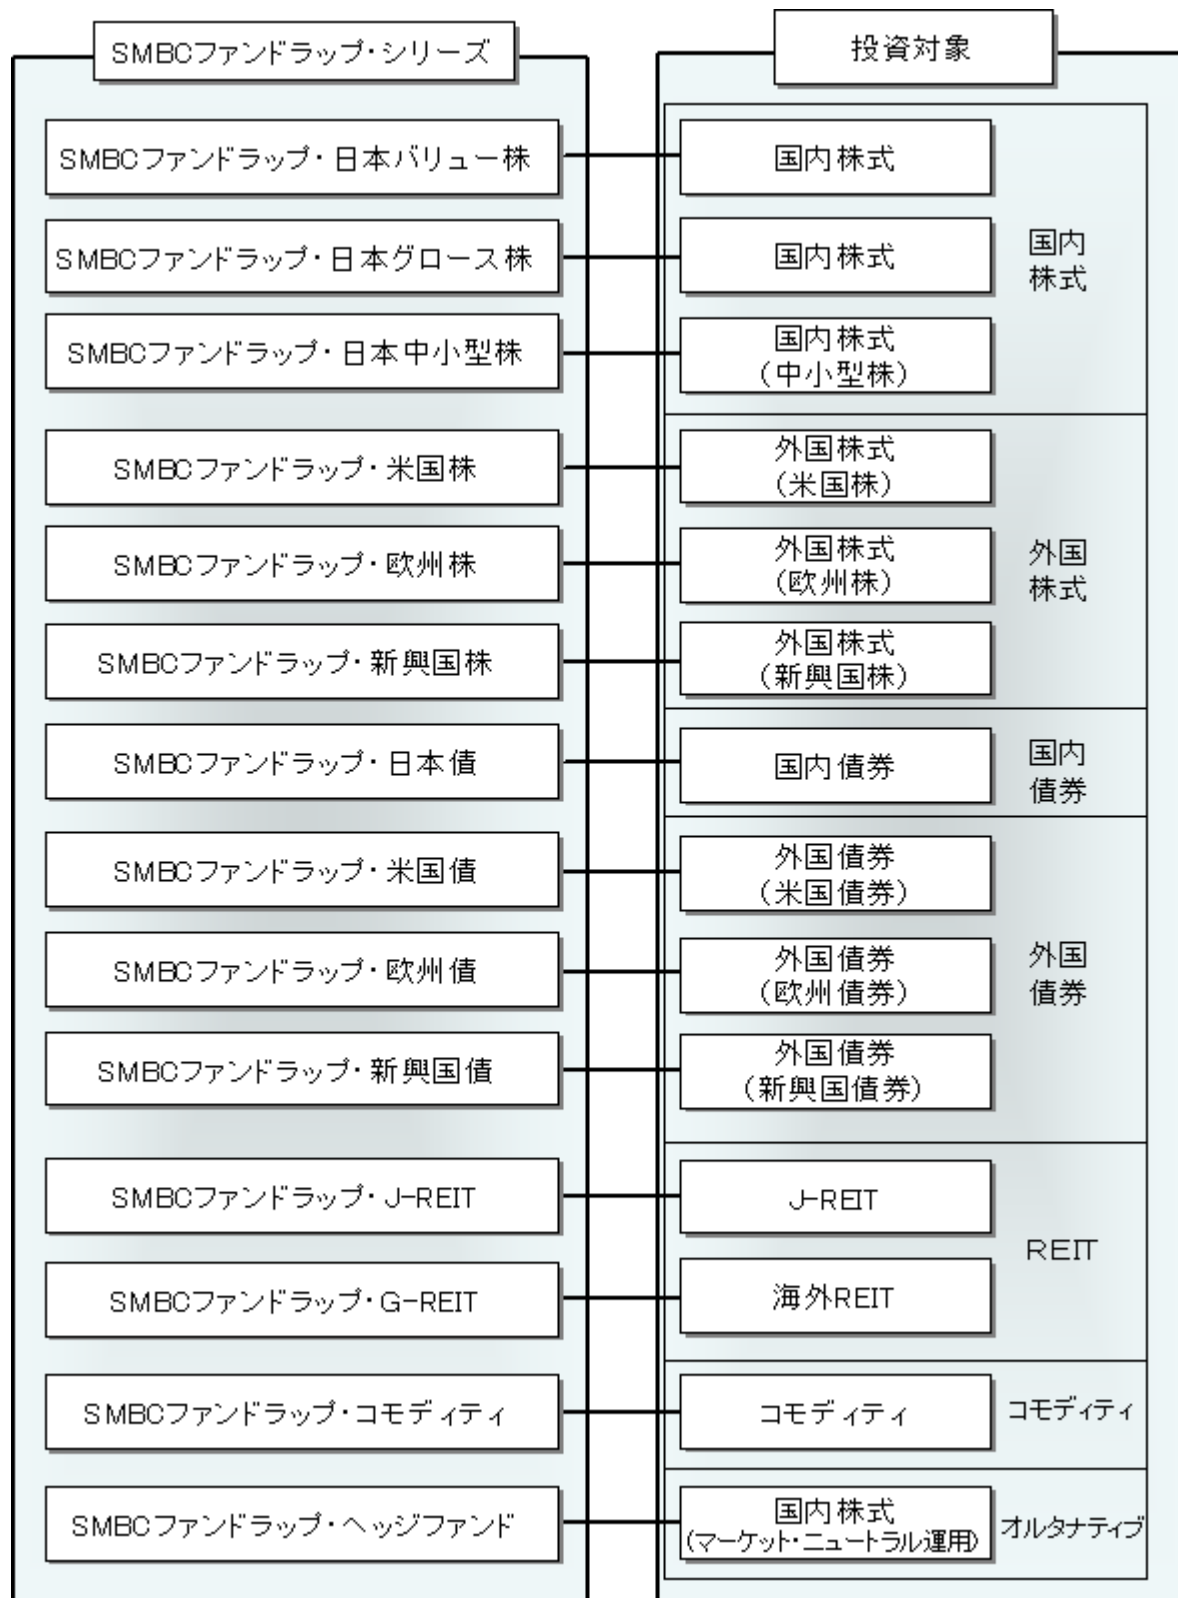 SMBCファンドラップ・シリーズ
投資対象
SMBCファンドラップ・日本バリュー株
国内株式
SMBCファンドラップ・日本グロース株
国内株式
国内
株式
SMBCファンドラップ・日本中小型株
国内株式
(中小型株)
SMBCファンドラップ・米国株
外国株式
(米国株)
SMBCファンドラップ・欧州株
外国株式
(欧州株)
外国
株式
SMBCファンドラップ・新興国株
外国株式
(新興国株)
SMBCファンドラップ・日本債
国内債券
国内
債券
SMBCファンドラップ・米国債
外国債券
(米国債券)
SMBCファンドラップ・欧州債
外国債券
(欧州債券)
外国
債券
SMBCファンドラップ・新興国債
外国債券
(新興国債券)
SMBCファンドラップ・J-REIT
J-REIT
REIT
SMBCファンドラップ・G-REIT
海外REIT
SMBCファンドラップ・コモディティ
コモディティ
コモディティ
SMBCファンドラップ・ヘッジファンド
国内株式
(マーケット・ニュートラル運用)
オルタナティブ